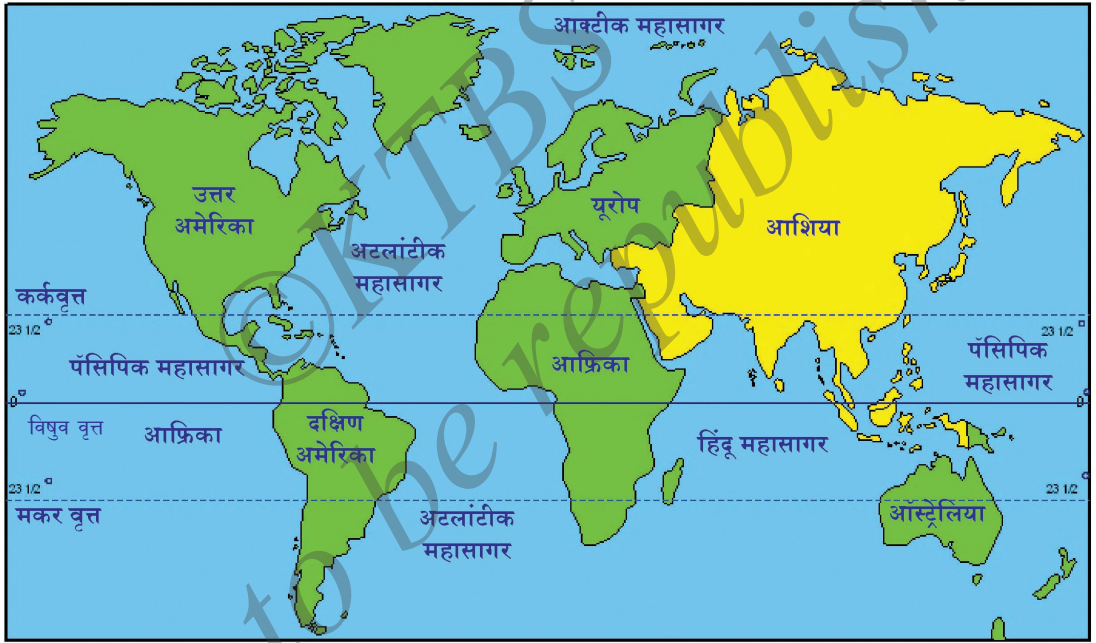 आक्टीक महासागर
उत्तर
अमेरिका
यूरोप
आशिया
अटलांटीक
महासागर
कर्कवृत्त
23 1/2 °
23 1/2 °
पॅसिपिक महासागर
आफ्रिका
पॅसिपिक
महासागर
0°
0°
विषुव वृत्त
आफ्रिका
दक्षिण
अमेरिका
हिंदू महासागर
23 1/2 °
23 1/2 °
मकर वृत्त
अटलांटीक
महासागर
ऑस्ट्रेलिया
©KTBS
to be republish